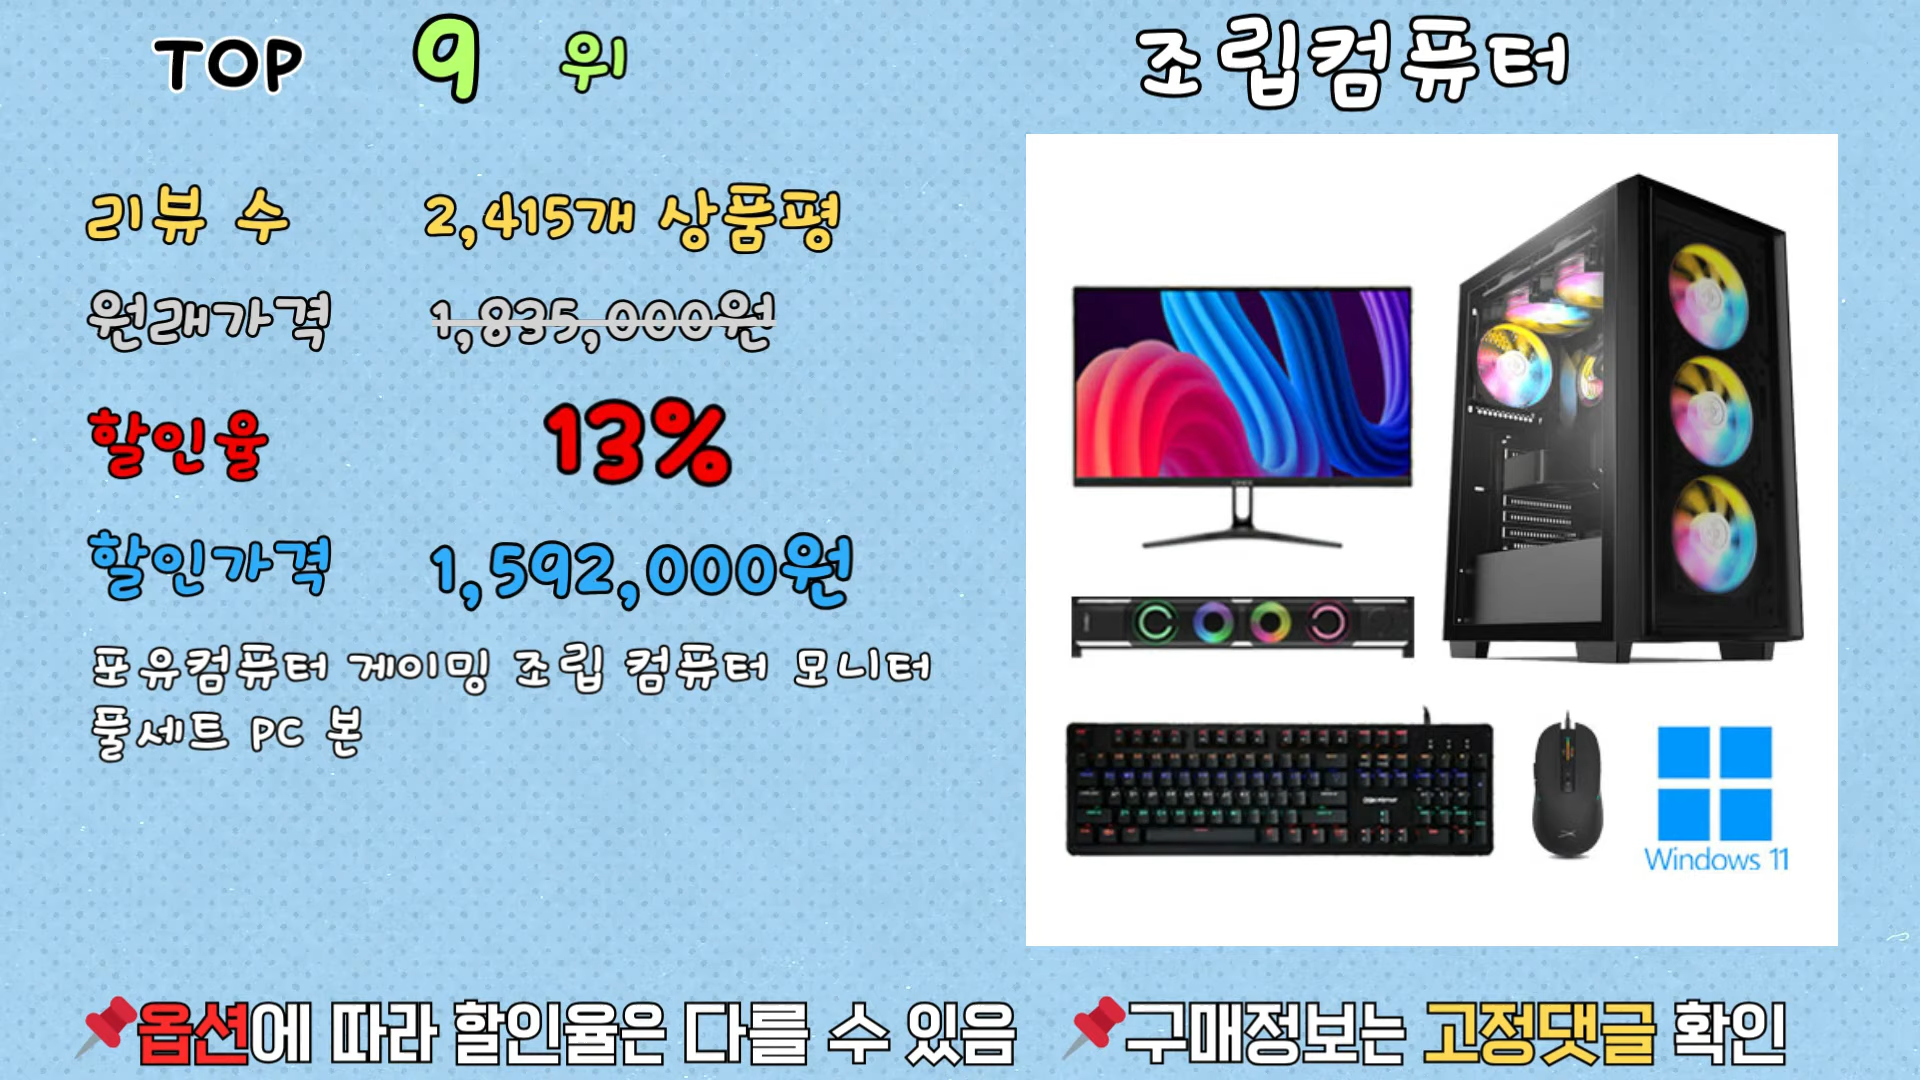 TOP 9 위
조립컴퓨터
리뷰 수 2,415개 상품평
원래가격 1,835,000원
할인율 13%
할인가격 1,592,000원
포유컴퓨터 게이밍 조립 컴퓨터 모니터
풀세트 PC 본
Windows 11
옵션에 따라 할인율은 다를 수 있음
구매정보는 고정댓글 확인